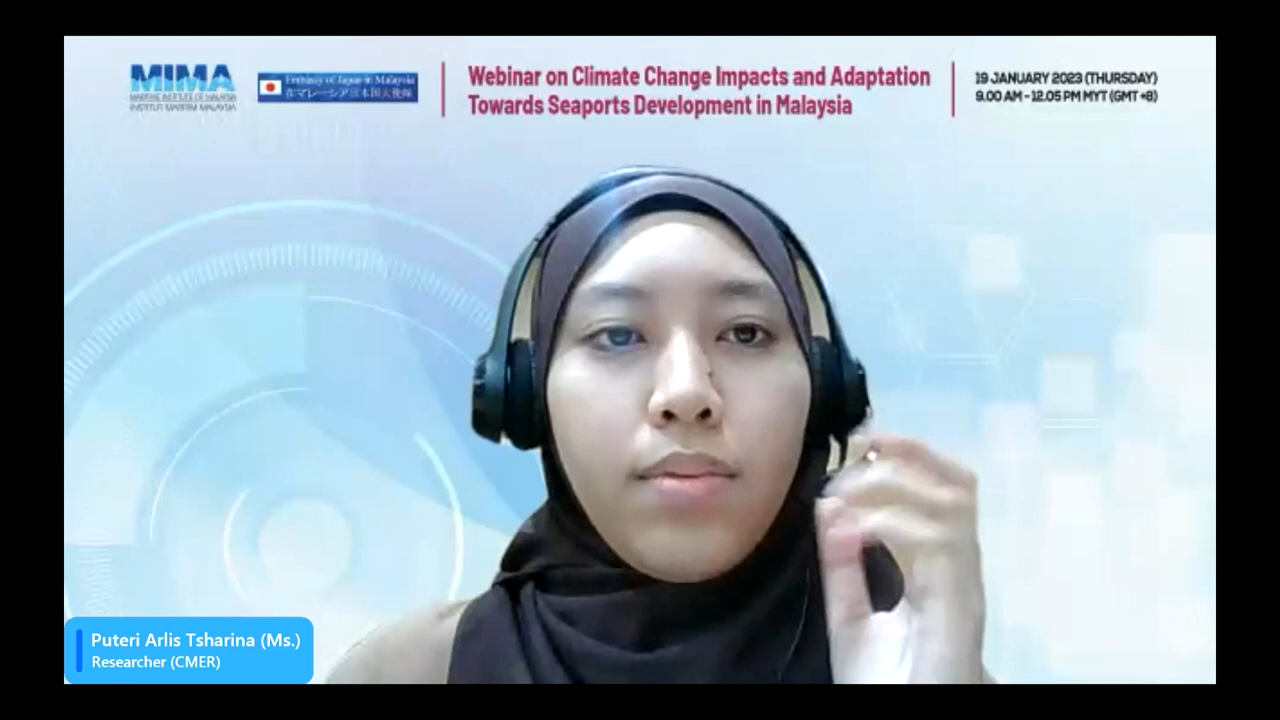 MIMA
MARITIME INSTITUTE OF MALAYSIA
INSTITUT MARITIM MALAYSIA
Embassy of Japan in Malaysia
在マレーシア日本国大使館
Webinar on Climate Change Impacts and Adaptation
Towards Seaports Development in Malaysia
19 JANUARY 2023 (THURSDAY)
9.00 AM - 12.05 PM MYT (GMT +8)
Puteri Arlis Tsharina (Ms.)
Researcher (CMER)